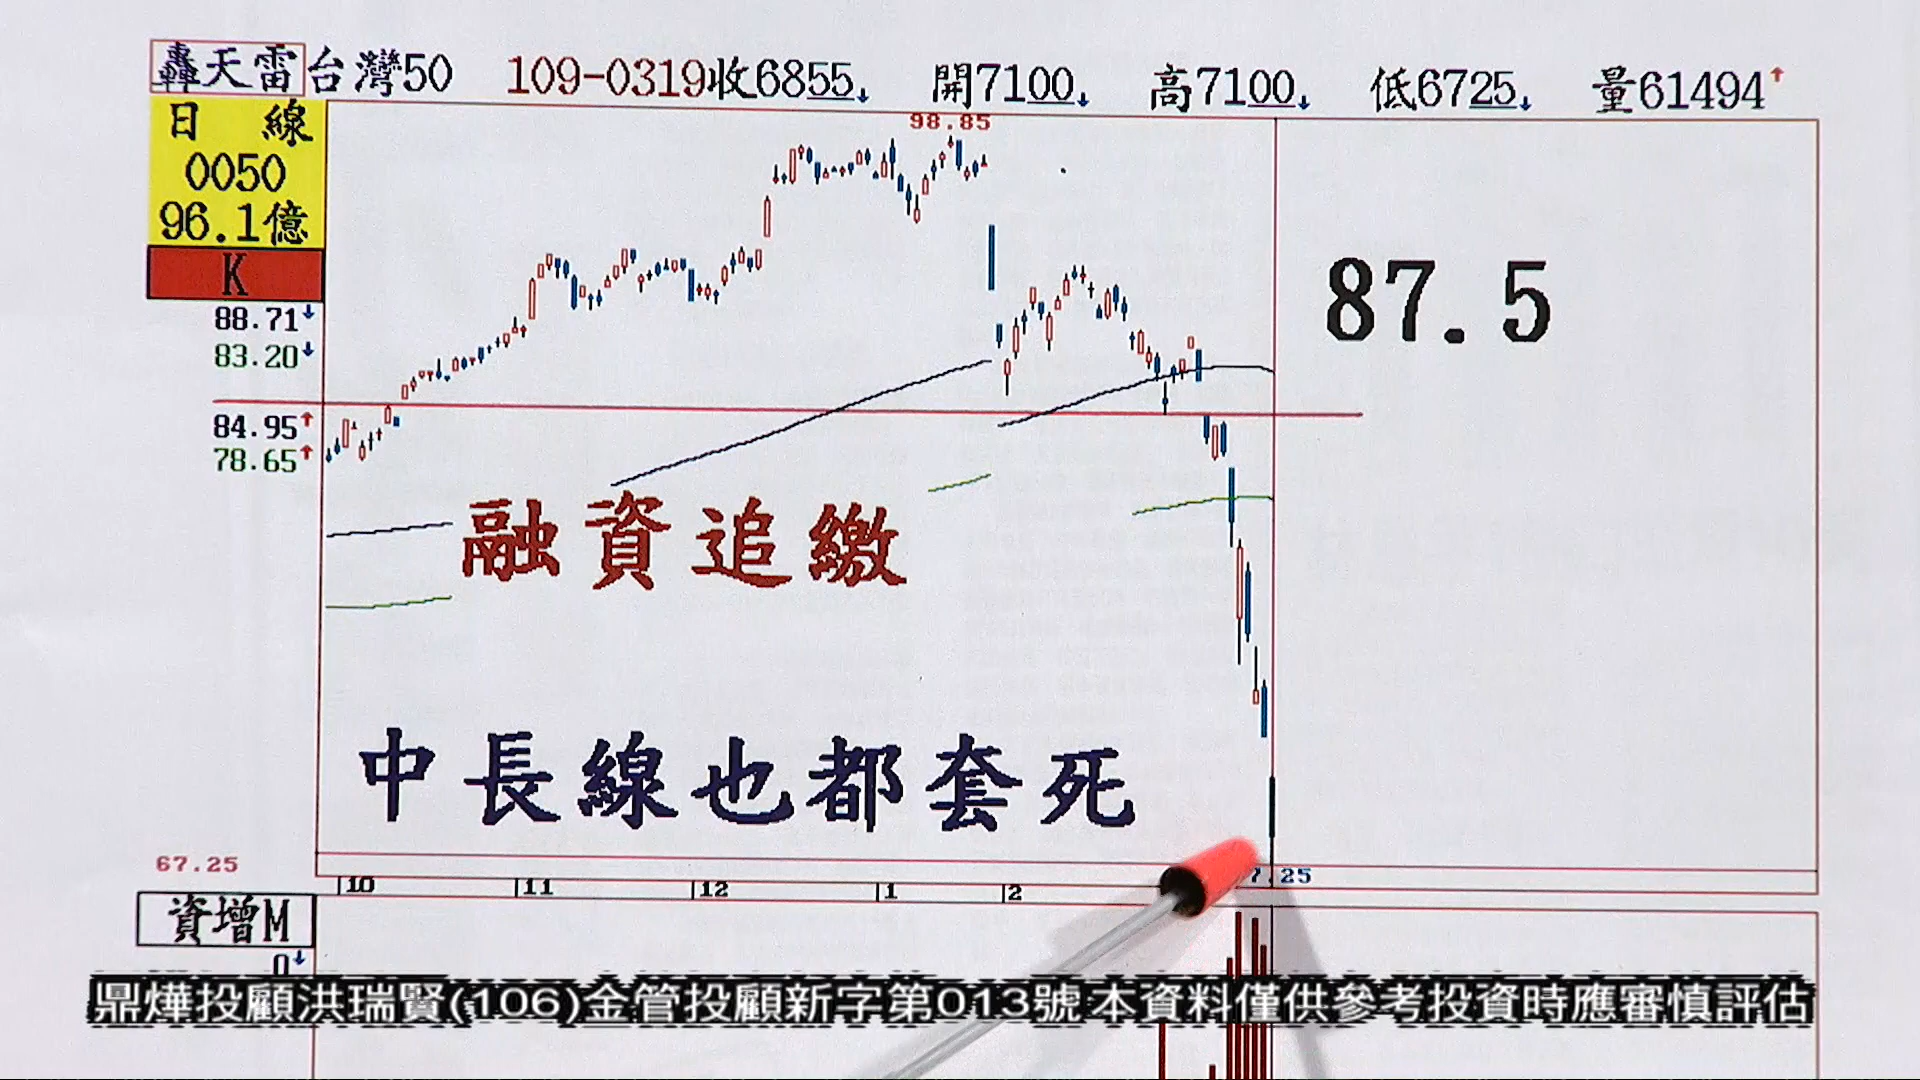 轟天雷台灣50 109-0319收6855↓ 開7100↓ 高7100↓ 低6725↓ 量61494↑
日 線
0050
96.1億
K
98.85
87.5
88.71↓
83.20↓
84.95↑
78.65↑
融資追繳
中長線也都套死
67.25
7.25
10 11 12 1 2
資增M
0↓
鼎燁投顧洪瑞賢(106)金管投顧新字第013號本資料僅供參考投資時應審慎評估